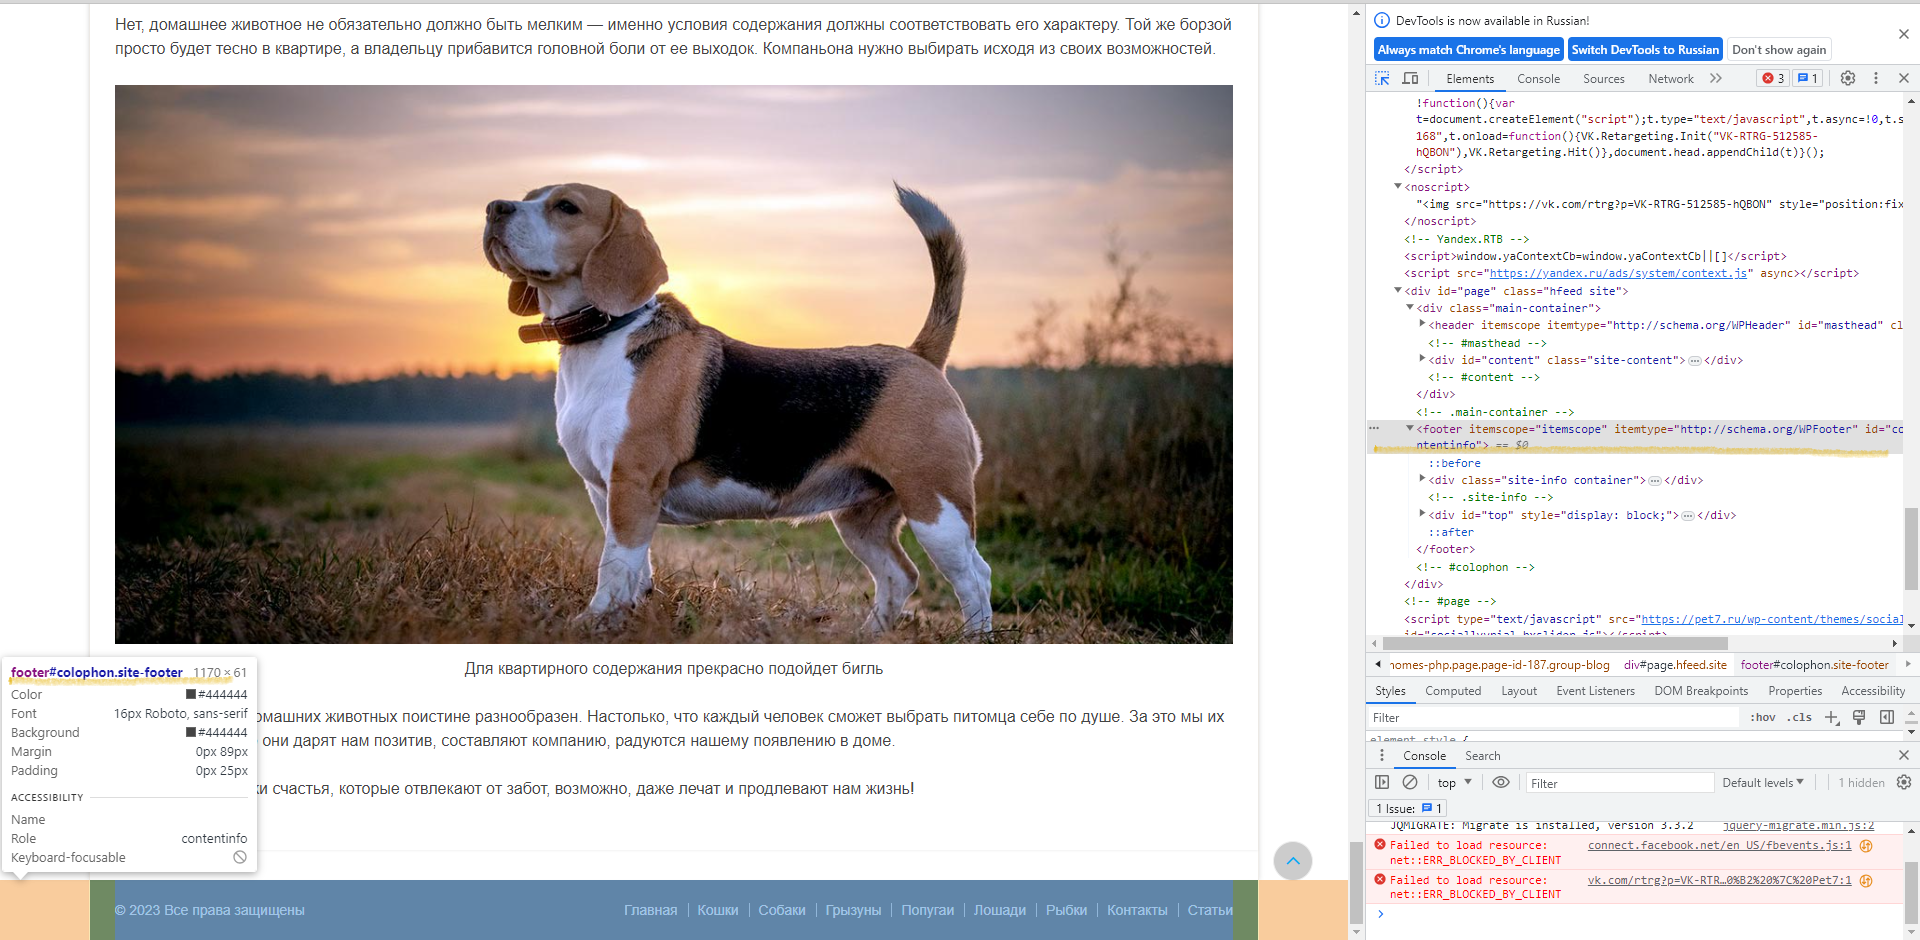 Нет, домашнее животное не обязательно должно быть мелким — именно условия содержания должны соответствовать его характеру. Той же борзой
просто будет тесно в квартире, а владельцу прибавится головной боли от ее выходок. Компаньона нужно выбирать исходя из своих возможностей.
Для квартирного содержания прекрасно подойдет бигль
омашних животных поистине разнообразен. Настолько, что каждый человек сможет выбрать питомца себе по душе. За это мы их
они дарят нам позитив, составляют компанию, радуются нашему появлению в доме.
ки счастья, которые отвлекают от забот, возможно, даже лечат и продлевают нам жизнь!
footer#colophon.site-footer 1170 × 61
Color #444444
Font 16px Roboto, sans-serif
Background #444444
Margin 0px 89px
Padding 0px 25px
ACCESSIBILITY
Name
Role contentinfo
Keyboard-focusable
© 2023 Все права защищены
Главная | Кошки | Собаки | Грызуны | Попугаи | Лошади | Рыбки | Контакты | Статьи
DevTools is now available in Russian!
Always match Chrome's language Switch DevTools to Russian Don't show again
Elements Console Sources Network 3 1
!function(){var
t=document.createElement("script");t.type="text/javascript",t.async=!0,t.s
168",t.onload=function(){VK.Retargeting.Init("VK-RTRG-512585-
hQBON"),VK.Retargeting.Hit()},document.head.appendChild(t)}();
</script>
<noscript>
"<img src="https://vk.com/rtrg?p=VK-RTRG-512585-hQBON" style="position:fix
</noscript>
<!-- Yandex.RTB -->
<script>window.yaContextCb=window.yaContextCb||[]</script>
<script src="https://yandex.ru/ads/system/context.js" async></script>
<div id="page" class="hfeed site">
<div class="main-container">
<header itemscope itemtype="http://schema.org/WPHeader" id="masthead" cl
<!-- #masthead -->
<div id="content" class="site-content">…</div>
<!-- #content -->
</div>
<!-- .main-container -->
<footer itemscope="itemscope" itemtype="http://schema.org/WPFooter" id="co
ntentinfo"> == $0
::before
<div class="site-info container">…</div>
<!-- .site-info -->
<div id="top" style="display: block;">…</div>
::after
</footer>
<!-- #colophon -->
</div>
<!-- #page -->
<script type="text/javascript" src="https://pet7.ru/wp-content/themes/social
id="sociallyvpial-bxslider-js"></script>
nomes-php.page.page-id-187.group-blog div#page.hfeed.site footer#colophon.site-footer
Styles Computed Layout Event Listeners DOM Breakpoints Properties Accessibility
Filter :hov .cls
element.style {
Console Search
top Filter Default levels 1 hidden
1 Issue: 1
JQMIGRATE: Migrate is installed, version 3.3.2 jquery-migrate.min.js:2
Failed to load resource: connect.facebook.net/en_US/fbevents.js:1
net::ERR_BLOCKED_BY_CLIENT
Failed to load resource: vk.com/rtrg?p=VK-RTR…0%B2%20%7C%20Pet7:1
net::ERR_BLOCKED_BY_CLIENT